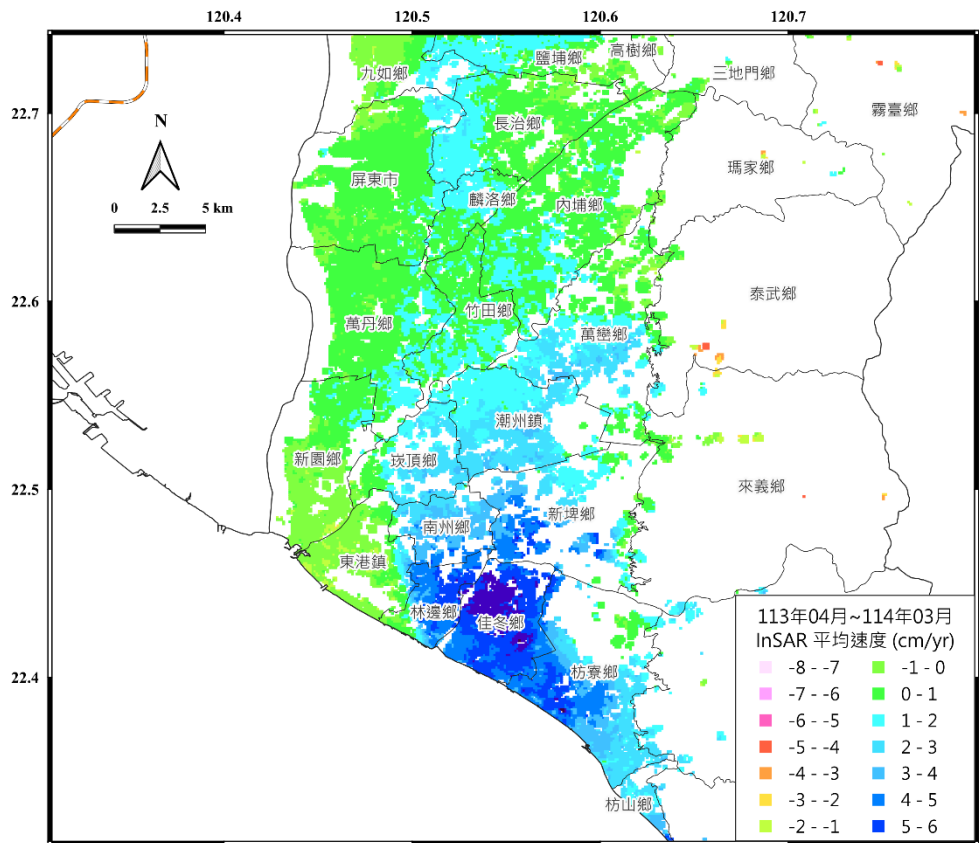 120.4 120.5 120.6 120.7
高樹鄉
鹽埔鄉
九如鄉
三地門鄉
霧臺鄉
22.7
N
長治鄉
瑪家鄉
屏東市
麟洛鄉
內埔鄉
0 2.5 5 km
22.6
泰武鄉
竹田鄉
萬丹鄉
萬巒鄉
潮州鎮
新園鄉
崁頂鄉
22.5
來義鄉
新埤鄉
南州鄉
東港鎮
林邊鄉
佳冬鄉
枋寮鄉
22.4
枋山鄉
113年04月~114年03月
InSAR 平均速度 (cm/yr)
-8 - -7 -1 - 0
-7 - -6 0 - 1
-6 - -5 1 - 2
-5 - -4 2 - 3
-4 - -3 3 - 4
-3 - -2 4 - 5
-2 - -1 5 - 6